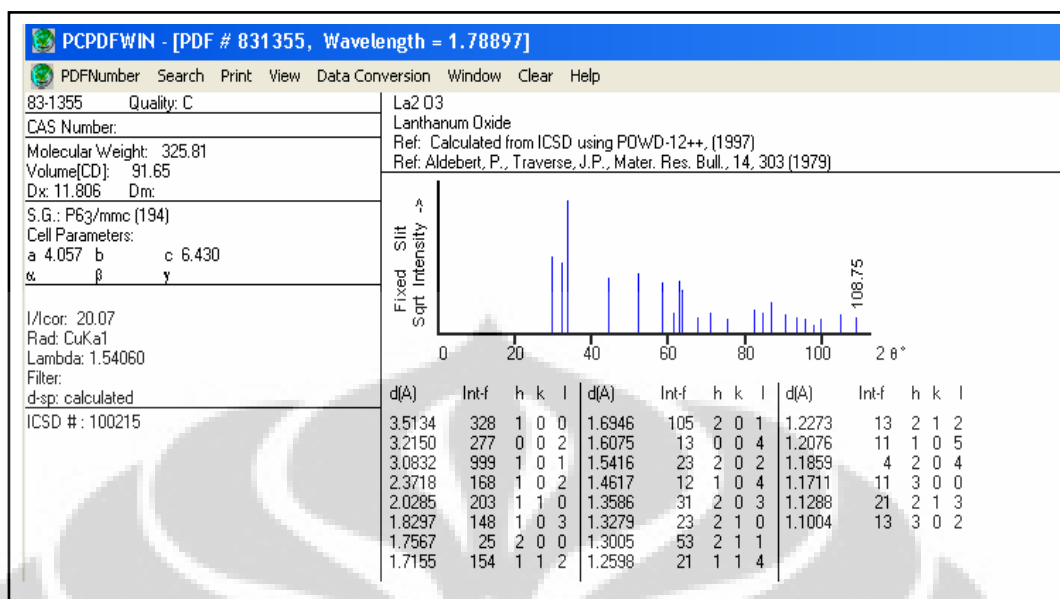 PCPDFWIN - [PDF # 831355, Wavelength = 1.78897]
PDFNumber Search Print View Data Conversion Window Clear Help
83-1355 Quality: C
CAS Number:
Molecular Weight: 325.81
Volume[CD]: 91.65
Dx: 11.806 Dm:
S.G.: P63/mmc (194)
Cell Parameters:
a 4.057 b c 6.430
α β γ
I/Icor: 20.07
Rad: CuKa1
Lambda: 1.54060
Filter:
d-sp: calculated
ICSD # : 100215
La2 O3
Lanthanum Oxide
Ref: Calculated from ICSD using POWD-12++, (1997)
Ref: Aldebert, P., Traverse, J.P., Mater. Res. Bull., 14, 303 (1979)
Fixed Slit
Sqrt Intensity ->
108.75
0 20 40 60 80 100 2 θ°
d(A) Int-f h k l d(A) Int-f h k l d(A) Int-f h k l
3.5134 328 1 0 0 1.6946 105 2 0 1 1.2273 13 2 1 2
3.2150 277 0 0 2 1.6075 13 0 0 4 1.2076 11 1 0 5
3.0832 999 1 0 1 1.5416 23 2 0 2 1.1859 4 2 0 4
2.3718 168 1 0 2 1.4617 12 1 0 4 1.1711 11 3 0 0
2.0285 203 1 1 0 1.3586 31 2 0 3 1.1288 21 2 1 3
1.8297 148 1 0 3 1.3279 23 2 1 0 1.1004 13 3 0 2
1.7567 25 2 0 0 1.3005 53 2 1 1
1.7155 154 1 1 2 1.2598 21 1 1 4